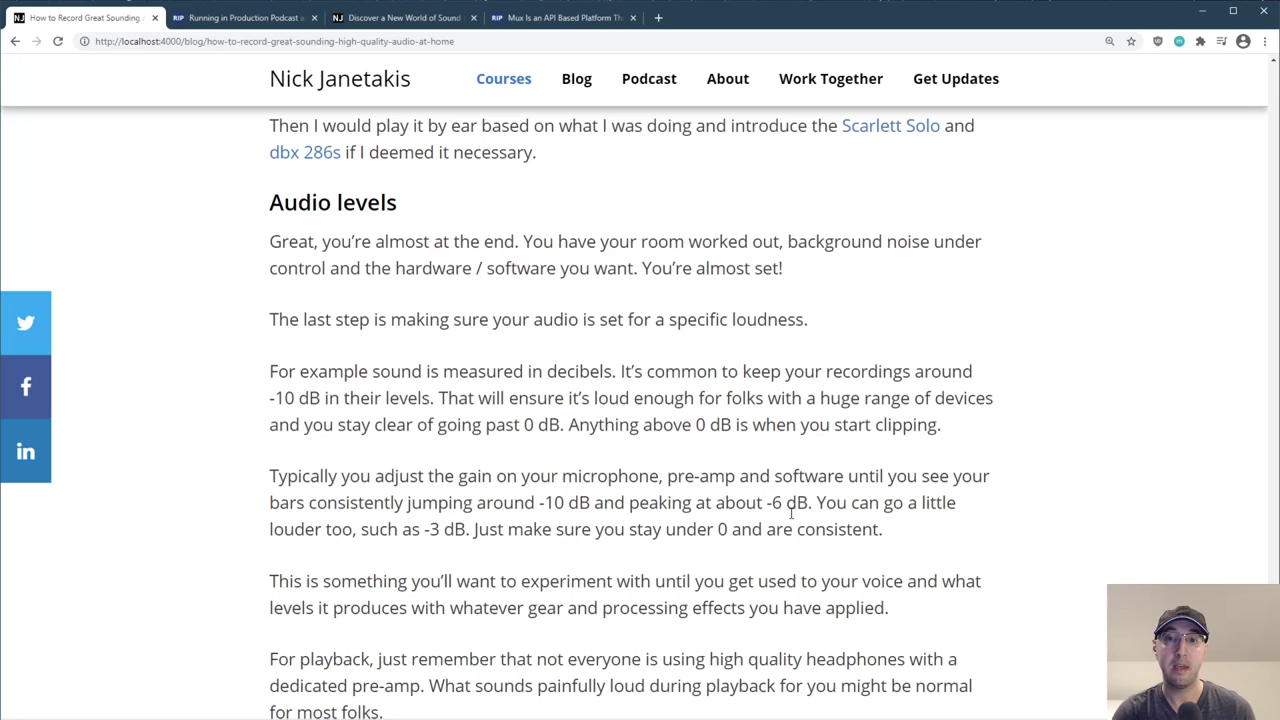 How to Record Great Sounding
Running in Production Podcast a
Discover a New World of Sound
Mux Is an API Based Platform Th
http://localhost:4000/blog/how-to-record-great-sounding-high-quality-audio-at-home
Nick Janetakis
Courses
Blog
Podcast
About
Work Together
Get Updates
Then I would play it by ear based on what I was doing and introduce the Scarlett Solo and
dbx 286s if I deemed it necessary.
Audio levels
Great, you’re almost at the end. You have your room worked out, background noise under
control and the hardware / software you want. You’re almost set!
The last step is making sure your audio is set for a specific loudness.
For example sound is measured in decibels. It’s common to keep your recordings around
-10 dB in their levels. That will ensure it’s loud enough for folks with a huge range of devices
and you stay clear of going past 0 dB. Anything above 0 dB is when you start clipping.
Typically you adjust the gain on your microphone, pre-amp and software until you see your
bars consistently jumping around -10 dB and peaking at about -6 dB. You can go a little
louder too, such as -3 dB. Just make sure you stay under 0 and are consistent.
This is something you’ll want to experiment with until you get used to your voice and what
levels it produces with whatever gear and processing effects you have applied.
For playback, just remember that not everyone is using high quality headphones with a
dedicated pre-amp. What sounds painfully loud during playback for you might be normal
for most folks.